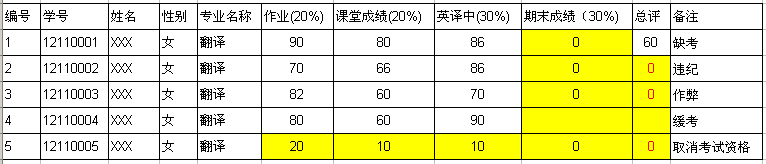 编号 学号 姓名 性别 专业名称 作业(20%) 课堂成绩(20%) 英译中(30%) 期末成绩（30%） 总评 备注
1 12110001 XXX 女 翻译 90 80 86 0 60 缺考
2 12110002 XXX 女 翻译 70 66 86 0 0 违纪
3 12110003 XXX 女 翻译 82 60 70 0 0 作弊
4 12110004 XXX 女 翻译 80 60 90 缓考
5 12110005 XXX 女 翻译 20 10 10 0 0 取消考试资格